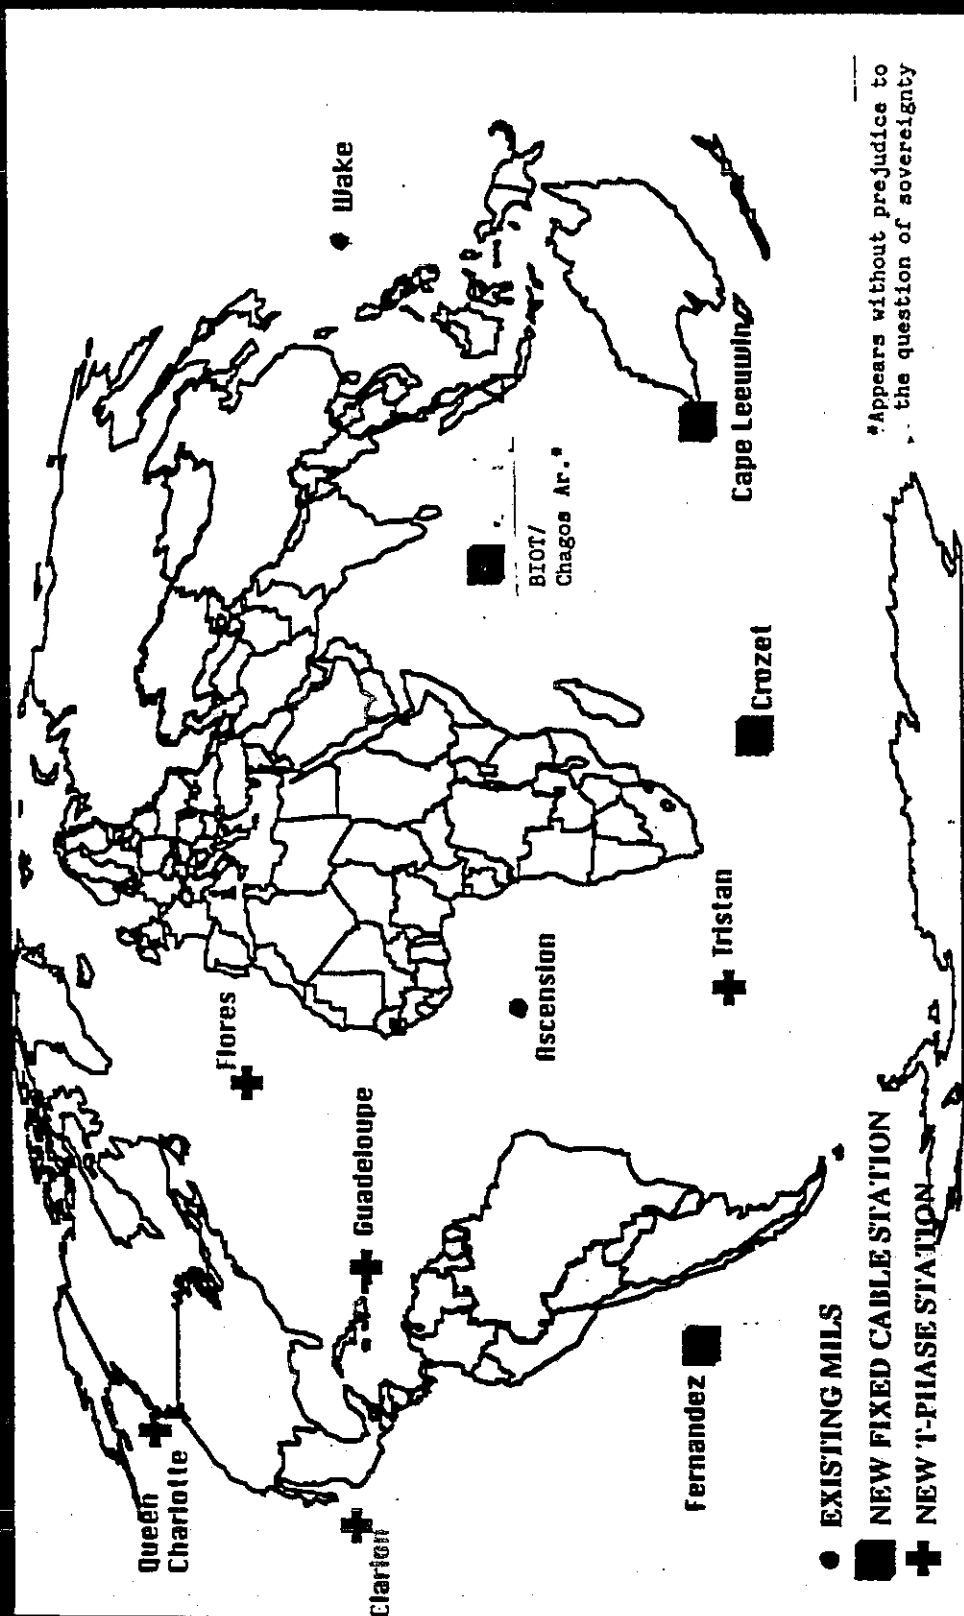 Queen
Charlotte
Clarion
Guadeloupe
Flores
Ascension
Tristan
Fernandez
Crozet
BIOT/
Chagos Ar.*
Cape Leeuwin
Wake
EXISTING MILS
NEW FIXED CABLE STATION
NEW T-PHASE STATION
*Appears without prejudice to
the question of sovereignty